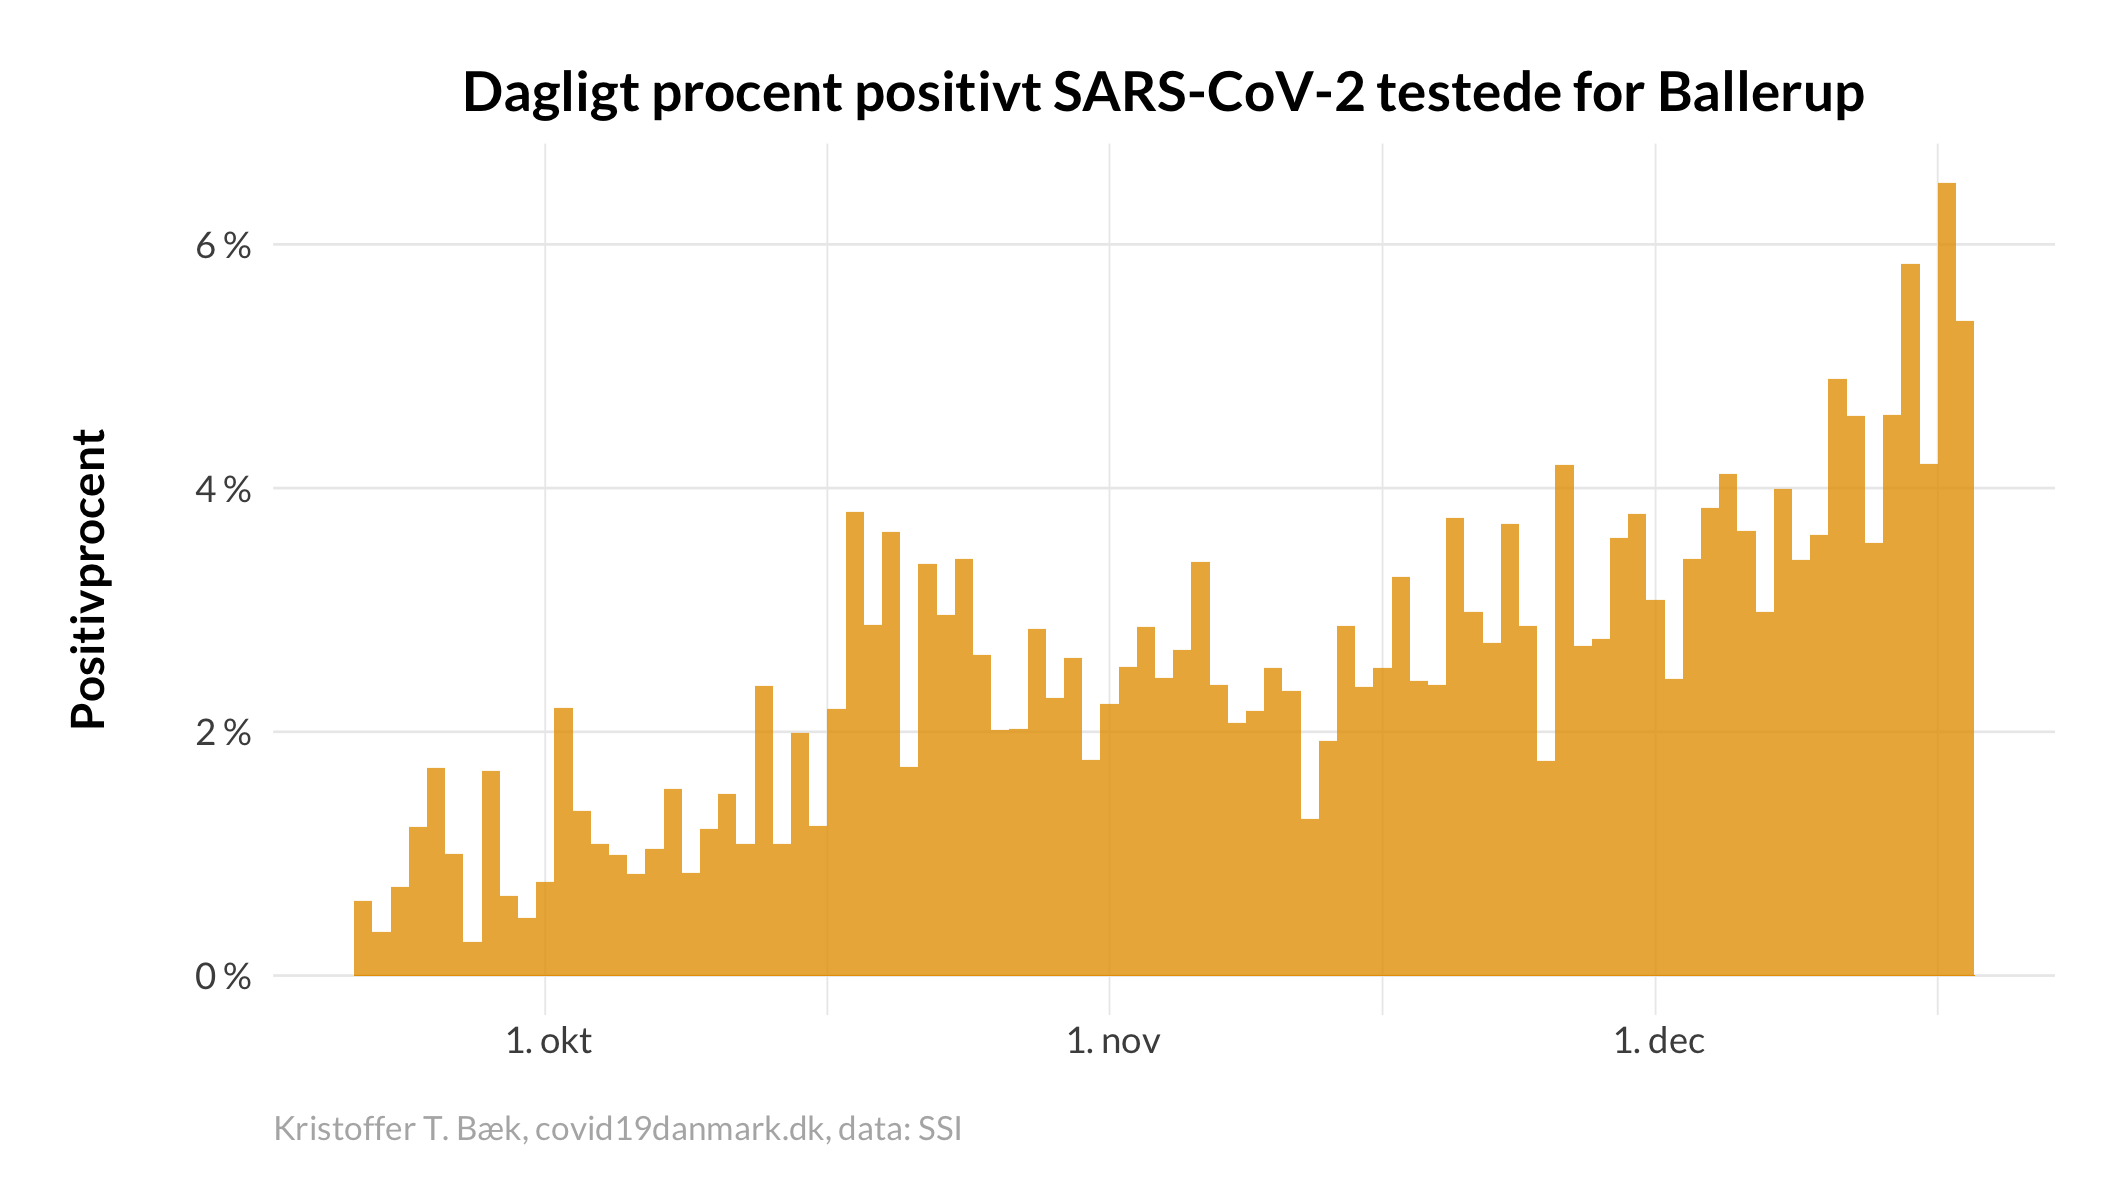 Dagligt procent positivt SARS-CoV-2 testede for Ballerup
Positivprocent
6 %
4 %
2 %
0 %
1. okt
1. nov
1. dec
Kristoffer T. Bæk, covid19danmark.dk, data: SSI